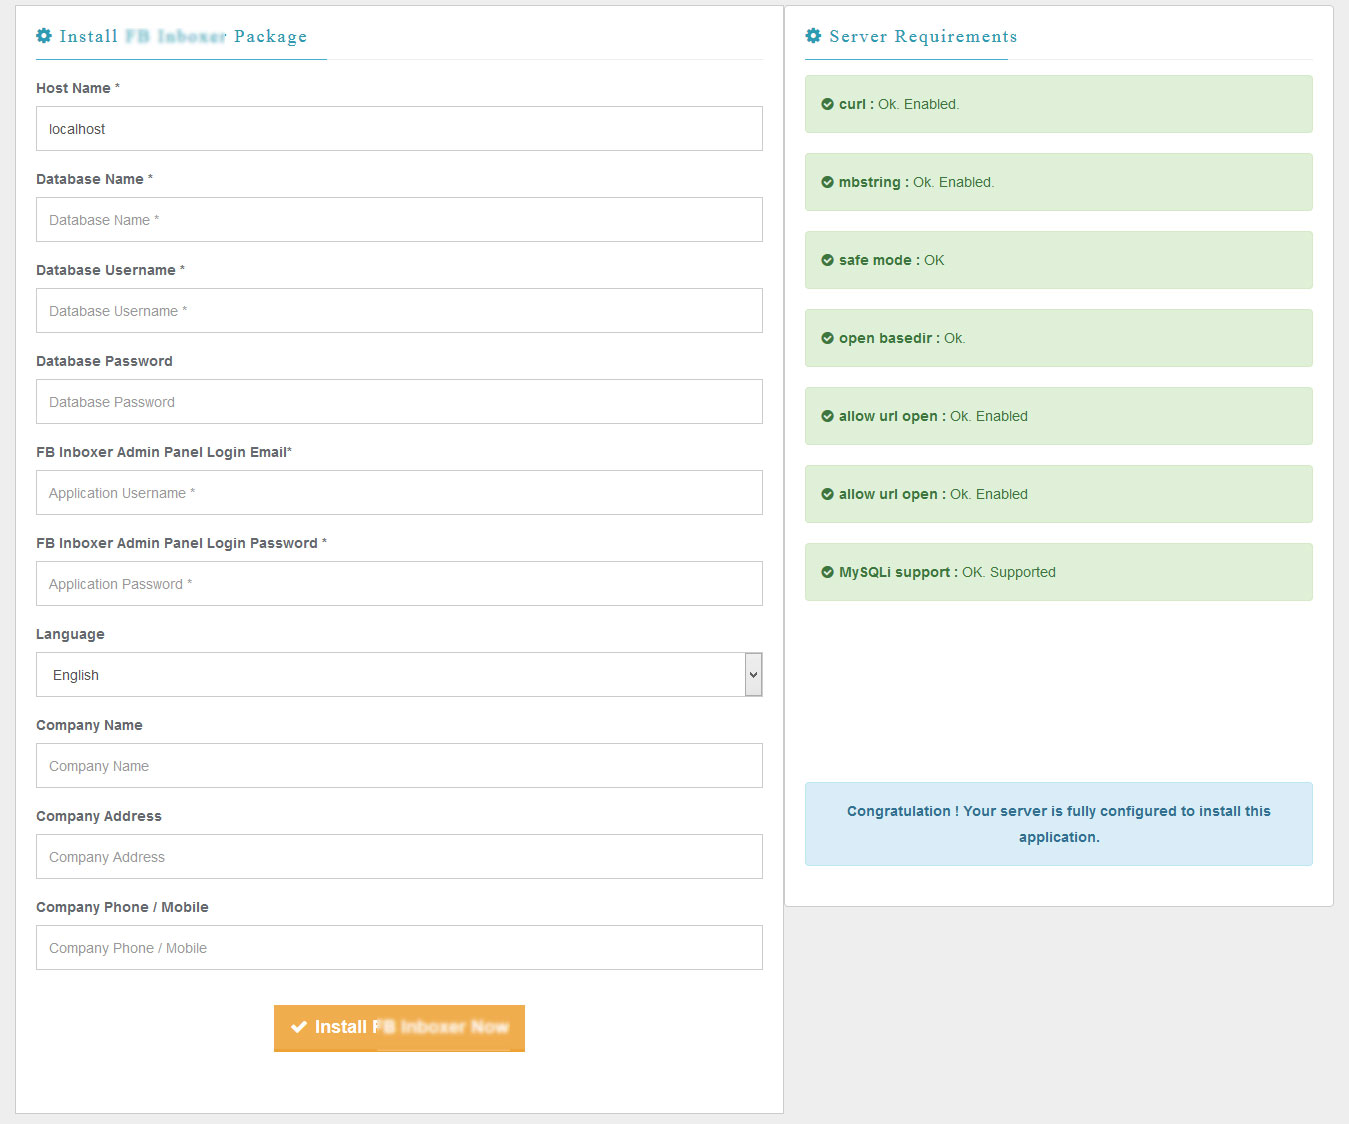 Install FB Inboxer Package
Host Name *
localhost
Database Name *
Database Name *
Database Username *
Database Username *
Database Password
Database Password
FB Inboxer Admin Panel Login Email*
Application Username *
FB Inboxer Admin Panel Login Password *
Application Password *
Language
English
Company Name
Company Name
Company Address
Company Address
Company Phone / Mobile
Company Phone / Mobile
Install FB Inboxer Now
Server Requirements
curl : Ok. Enabled.
mbstring : Ok. Enabled.
safe mode : OK
open basedir : Ok.
allow url open : Ok. Enabled
allow url open : Ok. Enabled
MySQLi support : OK. Supported
Congratulation ! Your server is fully configured to install this
application.